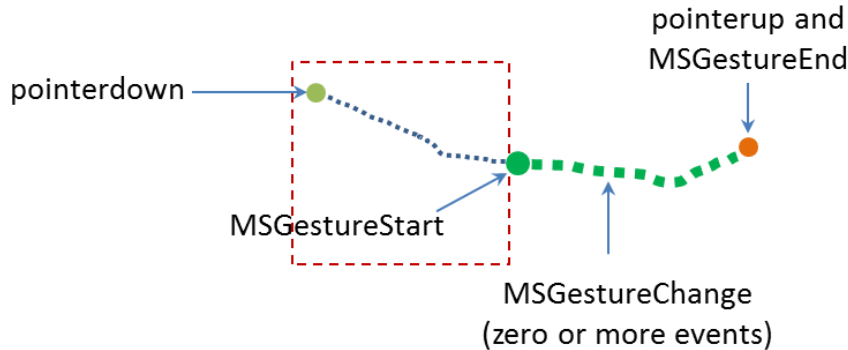 pointerup and
MSGestureEnd
pointerdown
MSGestureStart
MSGestureChange
(zero or more events)